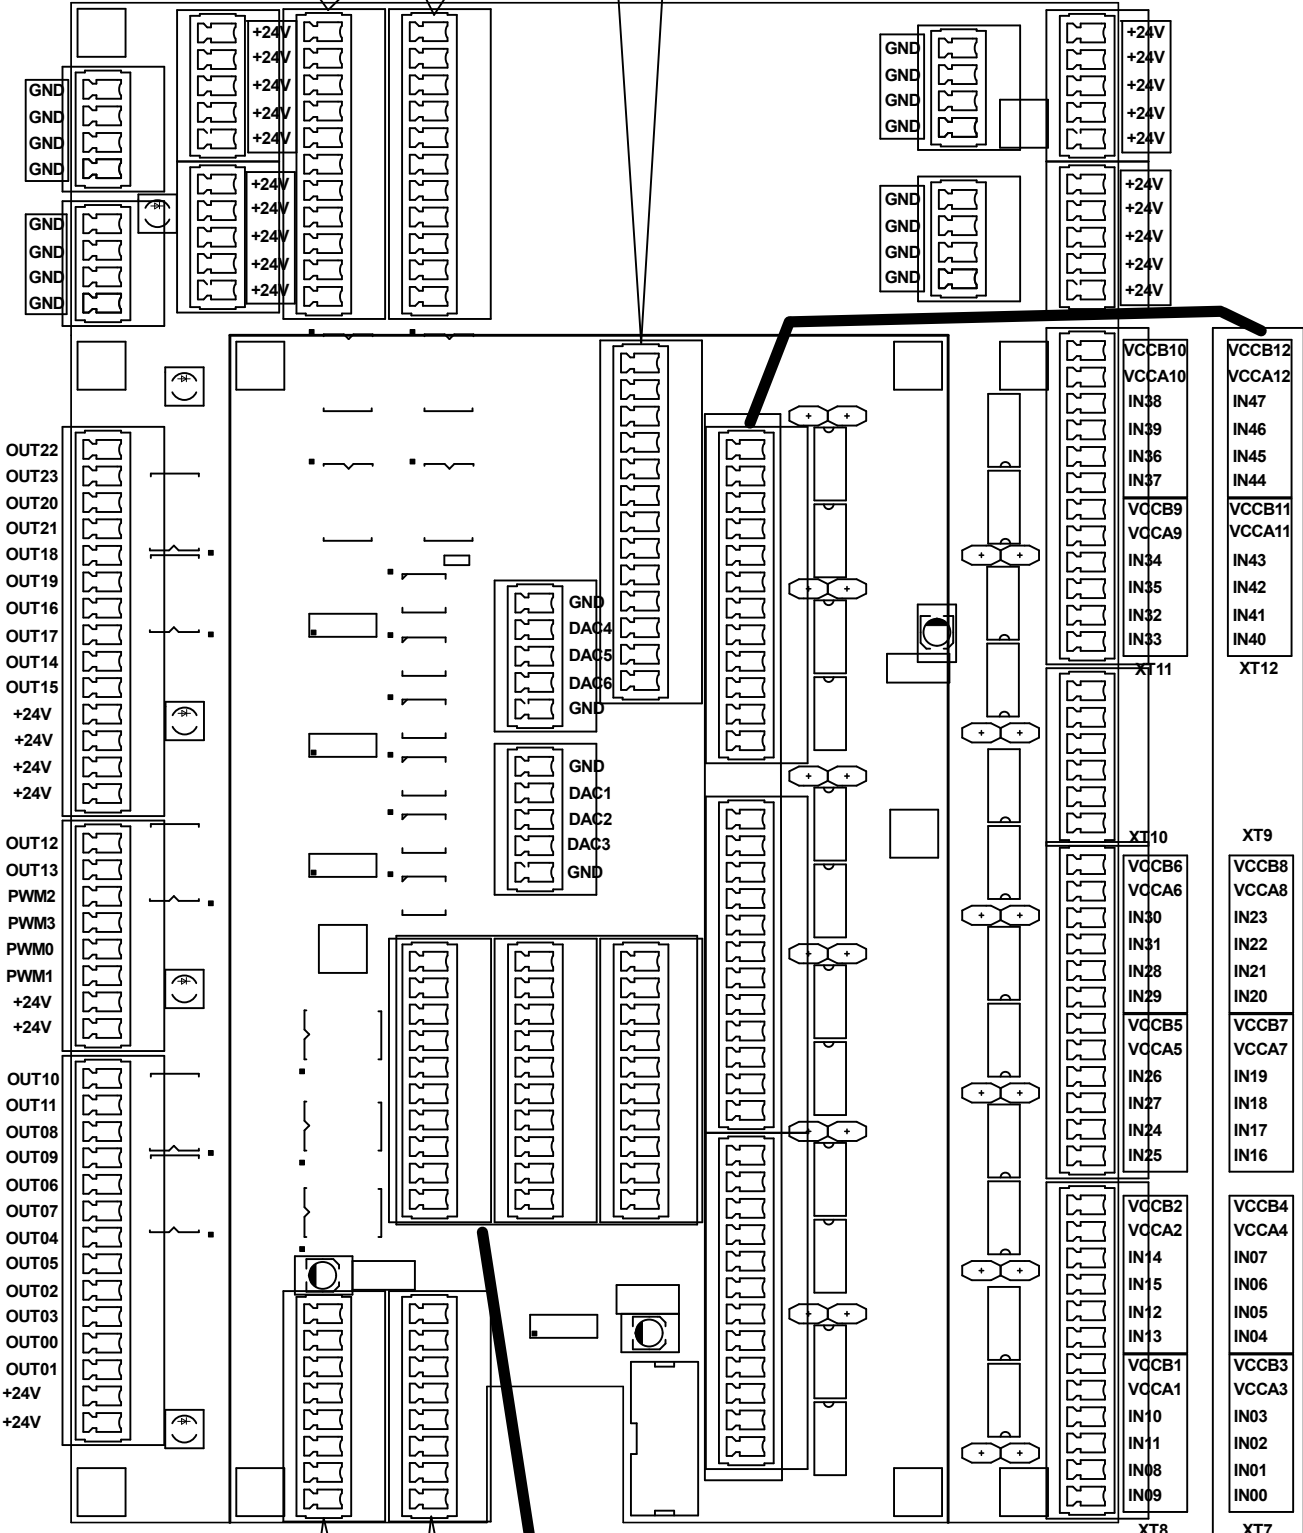 +24V
+24V
+24V
+24V
+24V
GND
GND
GND
GND
+24V
+24V
+24V
+24V
+24V
GND
GND
GND
GND
GND
GND
GND
GND
+24V
+24V
+24V
+24V
+24V
GND
GND
GND
GND
+24V
+24V
+24V
+24V
+24V
OUT22
OUT23
OUT20
OUT21
OUT18
OUT19
OUT16
OUT17
OUT14
OUT15
+24V
+24V
+24V
+24V
OUT12
OUT13
PWM2
PWM3
PWM0
PWM1
+24V
+24V
OUT10
OUT11
OUT08
OUT09
OUT06
OUT07
OUT04
OUT05
OUT02
OUT03
OUT00
OUT01
+24V
+24V
GND
DAC4
DAC5
DAC6
GND
GND
DAC1
DAC2
DAC3
GND
VCCB10
VCCA10
IN38
IN39
IN36
IN37
VCCB9
VCCA9
IN34
IN35
IN32
IN33
XT11
VCCB12
VCCA12
IN47
IN46
IN45
IN44
VCCB11
VCCA11
IN43
IN42
IN41
IN40
XT12
XT10
VCCB6
VCCA6
IN30
IN31
IN28
IN29
VCCB5
VCCA5
IN26
IN27
IN24
IN25
XT9
VCCB8
VCCA8
IN23
IN22
IN21
IN20
VCCB7
VCCA7
IN19
IN18
IN17
IN16
VCCB2
VCCA2
IN14
IN15
IN12
IN13
VCCB1
VCCA1
IN10
IN11
IN08
IN09
XT8
VCCB4
VCCA4
IN07
IN06
IN05
IN04
VCCB3
VCCA3
IN03
IN02
IN01
IN00
XT7